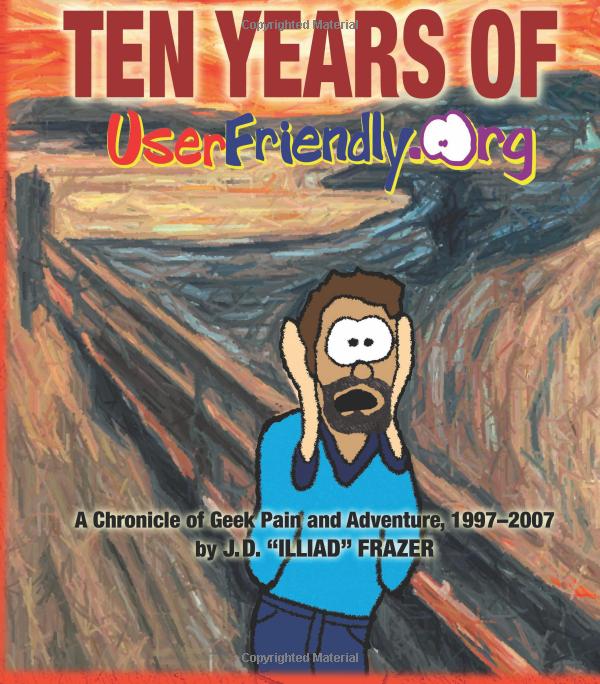 Copyrighted Material
TEN YEARS OF
UserFriendly.Org
A Chronicle of Geek Pain and Adventure, 1997–2007
by J.D. “ILLIAD” FRAZER
Copyrighted Material